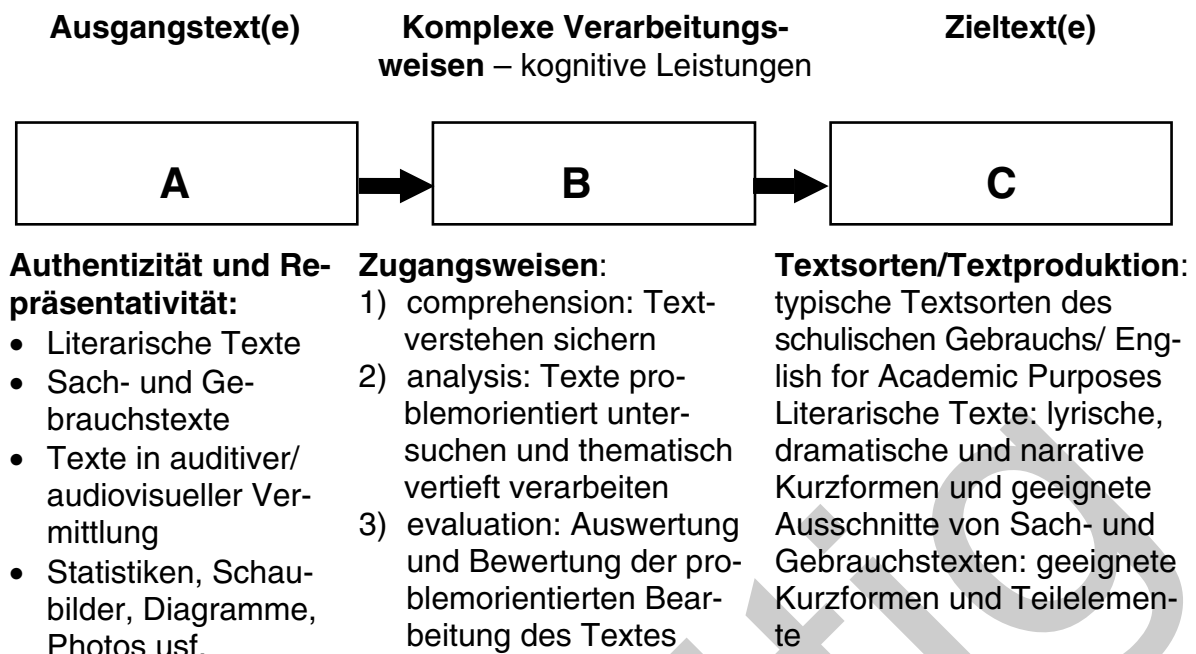 Ausgangstext(e)
Komplexe Verarbeitungs-
weisen – kognitive Leistungen
Zieltext(e)
A
B
C
Authentizität und Re-
präsentativität:
• Literarische Texte
• Sach- und Ge-
brauchstexte
• Texte in auditiver/
audiovisueller Ver-
mittlung
• Statistiken, Schau-
bilder, Diagramme,
Photos usf.
Zugangsweisen:
1) comprehension: Text-
verstehen sichern
2) analysis: Texte pro-
blemorientiert unter-
suchen und thematisch
vertieft verarbeiten
3) evaluation: Auswertung
und Bewertung der pro-
blemorientierten Bear-
beitung des Textes
Textsorten/Textproduktion:
typische Textsorten des
schulischen Gebrauchs/ Eng-
lish for Academic Purposes
Literarische Texte: lyrische,
dramatische und narrative
Kurzformen und geeignete
Ausschnitte von Sach- und
Gebrauchstexten: geeignete
Kurzformen und Teilelemen-
te